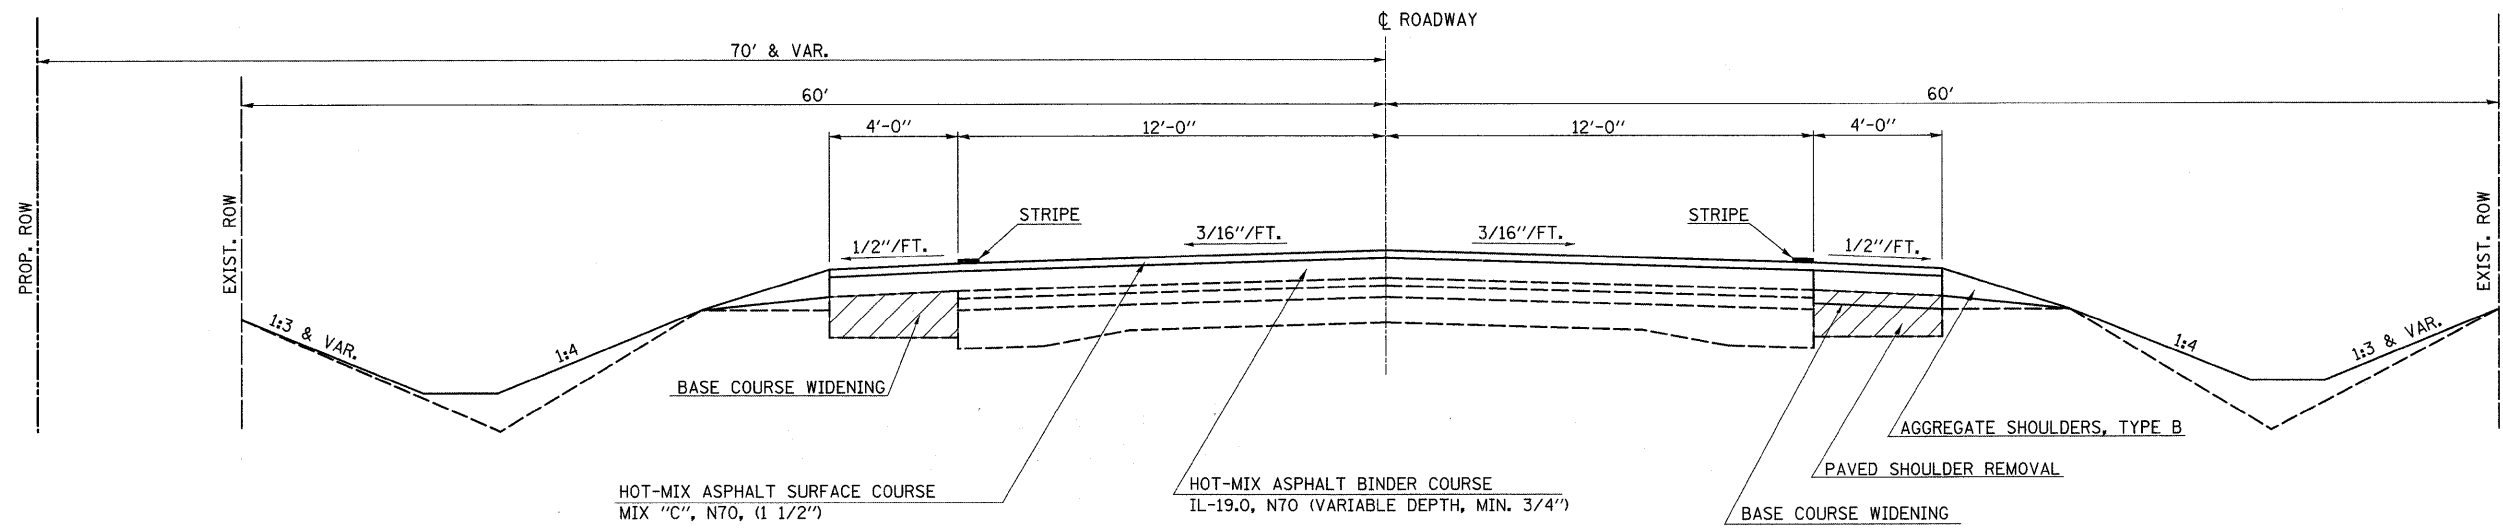 ℄ ROADWAY
70' & VAR.
60'
60'
4'-0"
12'-0"
12'-0"
4'-0"
PROP. ROW
EXIST. ROW
EXIST. ROW
STRIPE
STRIPE
1/2"/FT.
3/16"/FT.
3/16"/FT.
1/2"/FT.
1:3 & VAR.
1:4
1:4
1:3 & VAR.
BASE COURSE WIDENING
AGGREGATE SHOULDERS, TYPE B
PAVED SHOULDER REMOVAL
HOT-MIX ASPHALT SURFACE COURSE
MIX "C", N70, (1 1/2")
HOT-MIX ASPHALT BINDER COURSE
IL-19.0, N70 (VARIABLE DEPTH, MIN. 3/4")
BASE COURSE WIDENING